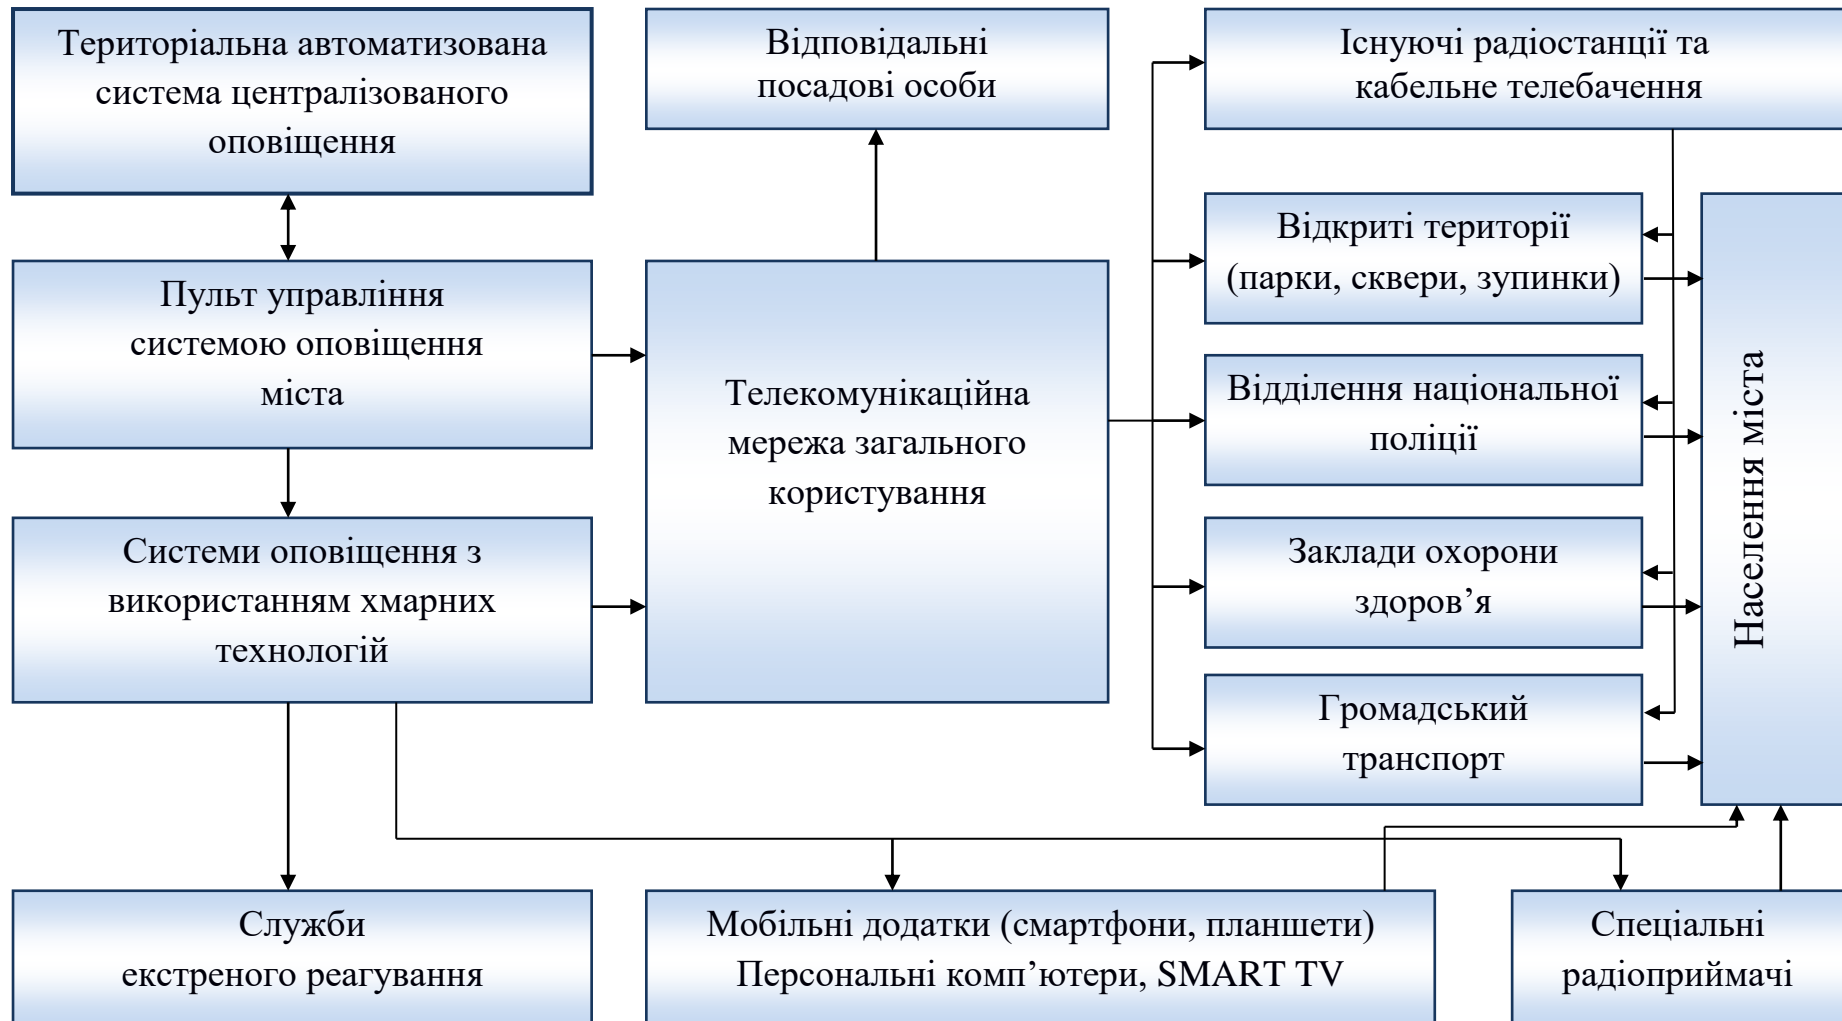 Територіальна автоматизована
система централізованого
оповіщення
Відповідальні
посадові особи
Існуючі радіостанції та
кабельне телебачення
Пульт управління
системою оповіщення
міста
Телекомунікаційна
мережа загального
користування
Відкриті території
(парки, сквери, зупинки)
Відділення національної
поліції
Заклади охорони
здоров’я
Громадський
транспорт
Населення міста
Системи оповіщення з
використанням хмарних
технологій
Служби
екстреного реагування
Мобільні додатки (смартфони, планшети)
Персональні комп’ютери, SMART TV
Спеціальні
радіоприймачі